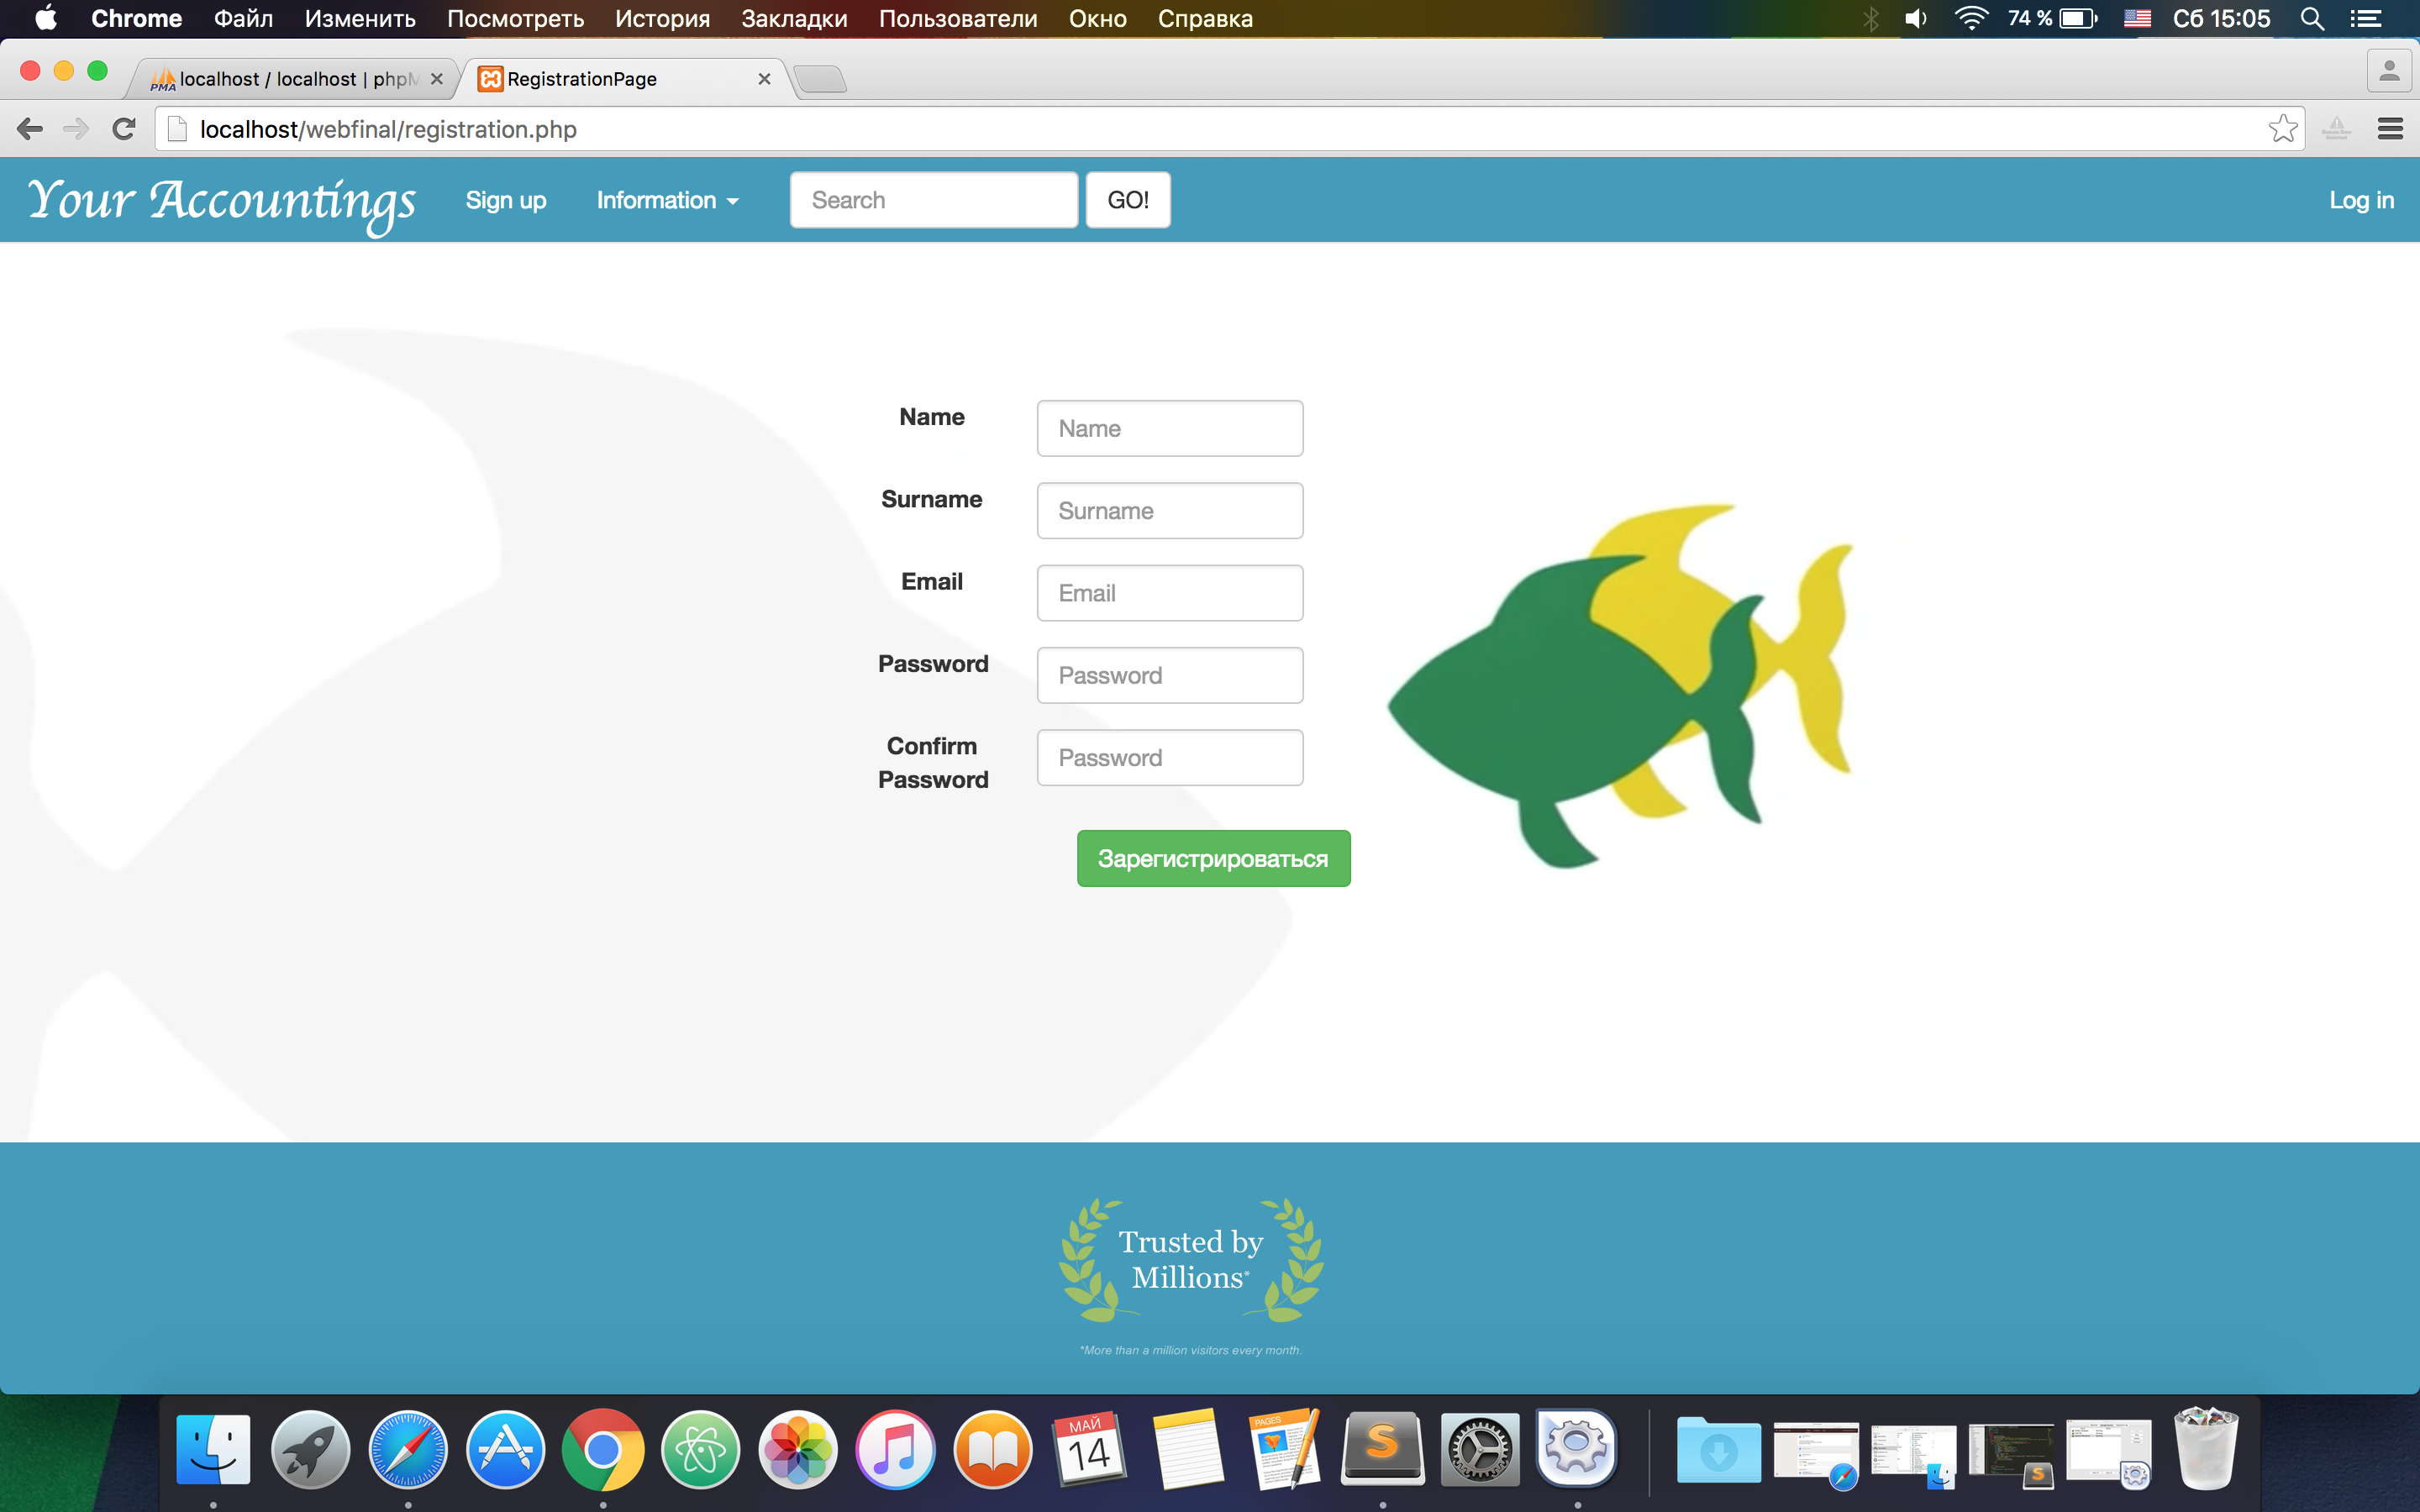 Chrome Файл Изменить Посмотреть История Закладки Пользователи Окно Справка 74 % Сб 15:05
PMA localhost / localhost | phpM RegistrationPage
localhost/webfinal/registration.php
Your Accountings Sign up Information Search GO! Log in
Name Name
Surname Surname
Email Email
Password Password
Confirm Password
Password
Зарегистрироваться
Trusted by
Millions*
*More than a million visitors every month.
МАЙ
14
PAGES